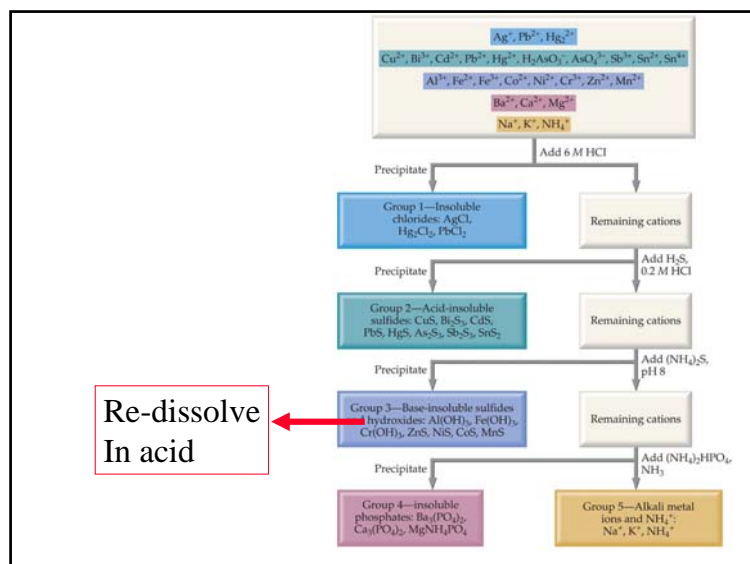 Ag⁺, Pb²⁺, Hg₂²⁺
Cu²⁺, Bi³⁺, Cd²⁺, Pb²⁺, Hg²⁺, H₂AsO₃⁻, AsO₄³⁻, Sb³⁺, Sn²⁺, Sn⁴⁺
Al³⁺, Fe²⁺, Fe³⁺, Co²⁺, Ni²⁺, Cr³⁺, Zn²⁺, Mn²⁺
Ba²⁺, Ca²⁺, Mg²⁺
Na⁺, K⁺, NH₄⁺
Add 6 M HCl
Precipitate
Group 1—Insoluble
chlorides: AgCl,
Hg₂Cl₂, PbCl₂
Remaining cations
Add H₂S,
0.2 M HCl
Precipitate
Group 2—Acid-insoluble
sulfides: CuS, Bi₂S₃, CdS,
PbS, HgS, As₂S₃, Sb₂S₃, SnS₂
Remaining cations
Add (NH₄)₂S,
pH 8
Precipitate
Re-dissolve
In acid
Group 3—Base-insoluble sulfides
hydroxides: Al(OH)₃, Fe(OH)₃,
Cr(OH)₃, ZnS, NiS, CoS, MnS
Remaining cations
Add (NH₄)₂HPO₄,
NH₃
Precipitate
Group 4—insoluble
phosphates: Ba₃(PO₄)₂,
Ca₃(PO₄)₂, MgNH₄PO₄
Group 5—Alkali metal
ions and NH₄⁺:
Na⁺, K⁺, NH₄⁺